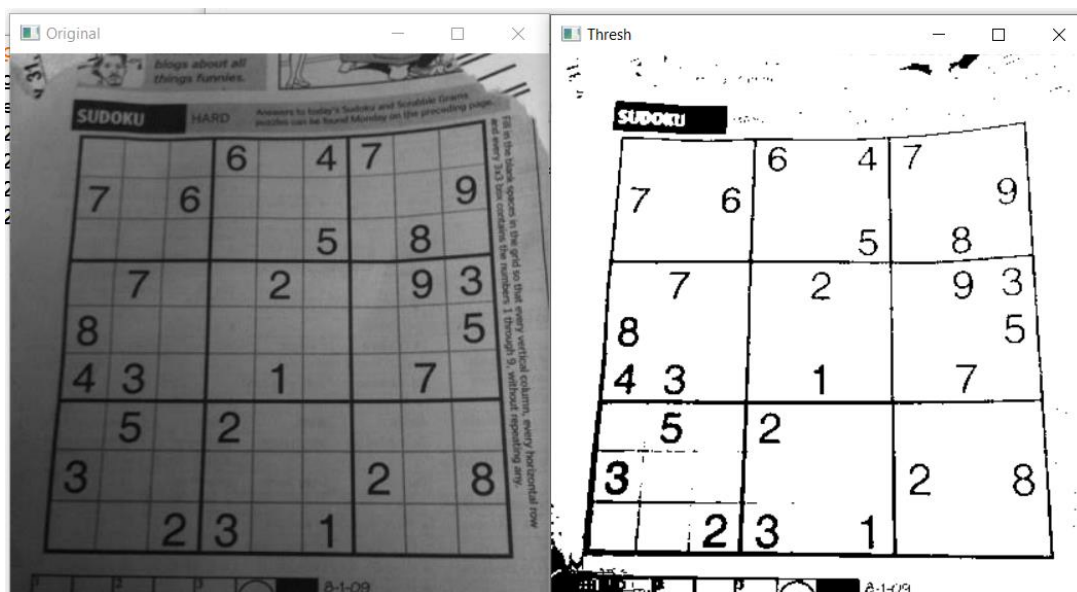 Original
Thresh
blogs about all
things funnies.
SUDOKU HARD
Answers to today's Sudoku and Scrabble Grams
puzzles can be found Monday on the preceding page.
Fill in the blank spaces in the grid so that every vertical column, every horizontal row
and every 3x3 box contains the numbers 1 through 9, without repeating any.
6 4 7
7 6 9
5 8
7 2 9 3
8 5
4 3 1 7
5 2
3 2 8
2 3 1
8-1-09
SUDOKU
6 4 7
7 6 9
5 8
7 2 9 3
8 5
4 3 1 7
5 2
3 2 8
2 3 1
8-1-09